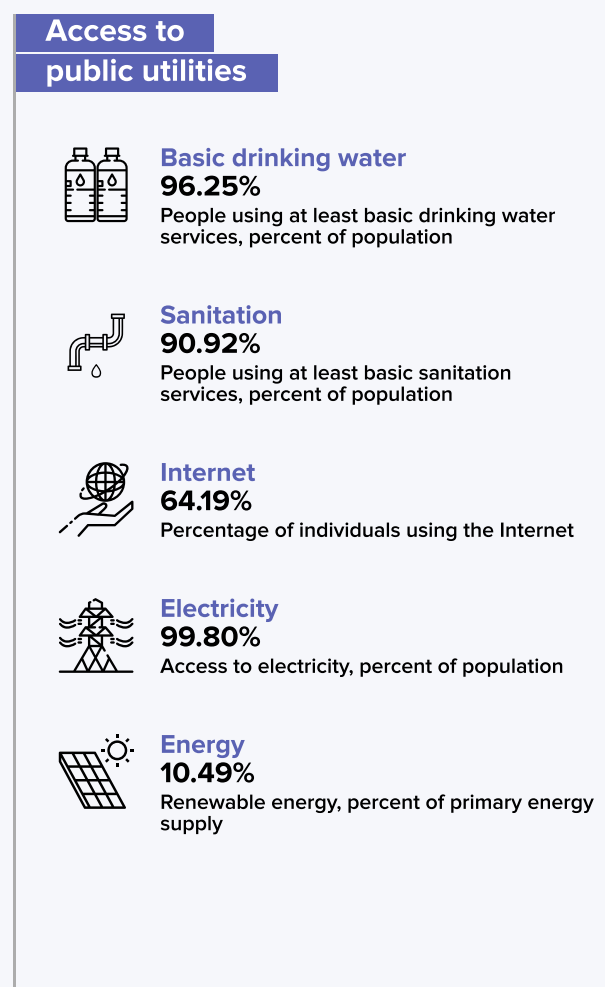 Access to
public utilities
Basic drinking water
96.25%
People using at least basic drinking water
services, percent of population
Sanitation
90.92%
People using at least basic sanitation
services, percent of population
Internet
64.19%
Percentage of individuals using the Internet
Electricity
99.80%
Access to electricity, percent of population
Energy
10.49%
Renewable energy, percent of primary energy
supply